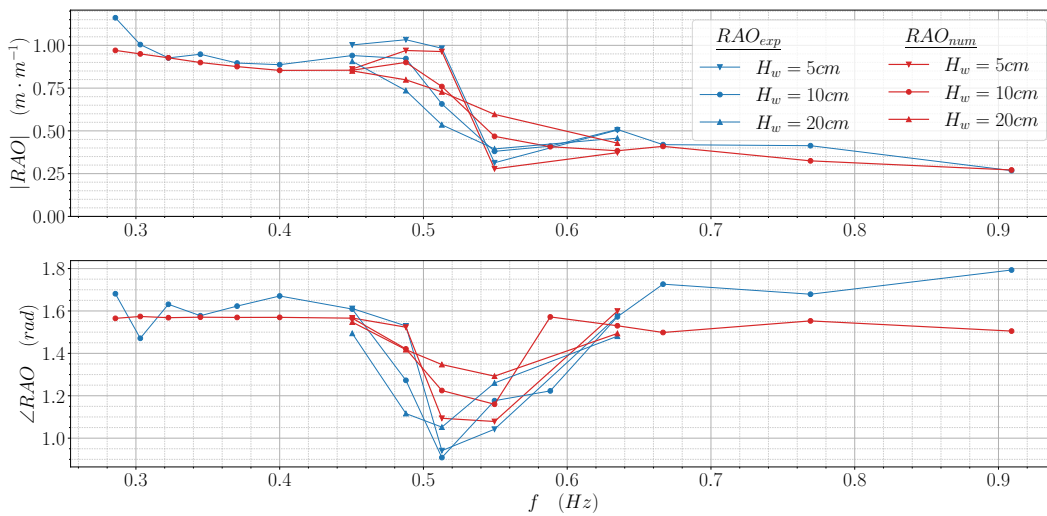 1.00
0.75
0.50
0.25
0.00
|RAO| (m · m⁻¹)
RAO_exp RAO_num
H_w = 5cm H_w = 5cm
H_w = 10cm H_w = 10cm
H_w = 20cm H_w = 20cm
0.3 0.4 0.5 0.6 0.7 0.8 0.9
1.8
1.6
1.4
1.2
1.0
∠RAO (rad)
0.3 0.4 0.5 0.6 0.7 0.8 0.9
f (Hz)